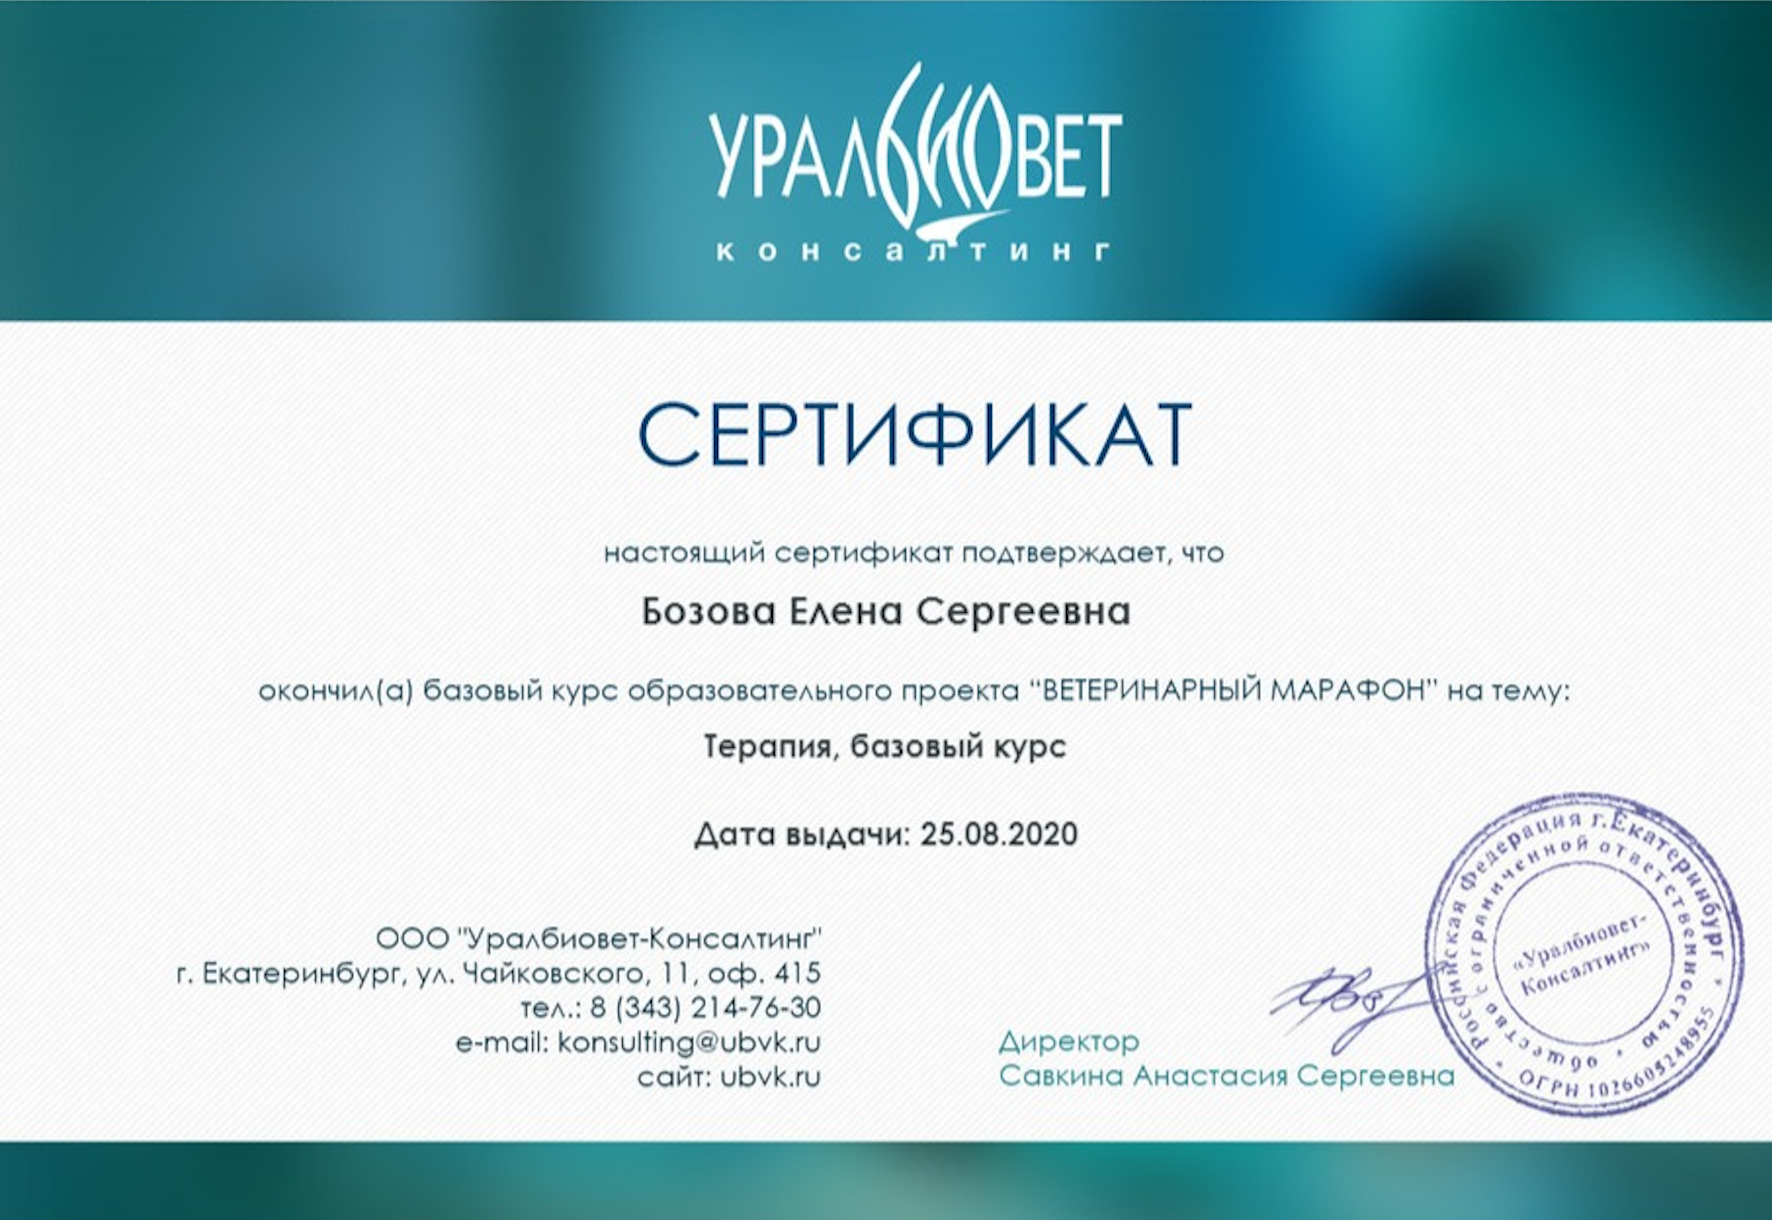 УРАЛБИОВЕТ
консалтинг
СЕРТИФИКАТ
настоящий сертификат подтверждает, что
Бозова Елена Сергеевна
окончил(а) базовый курс образовательного проекта “ВЕТЕРИНАРНЫЙ МАРАФОН” на тему:
Терапия, базовый курс
Дата выдачи: 25.08.2020
ООО "Уралбиовет-Консалтинг"
г. Екатеринбург, ул. Чайковского, 11, оф. 415
тел.: 8 (343) 214-76-30
e-mail: konsulting@ubvk.ru
сайт: ubvk.ru
Директор
Савкина Анастасия Сергеевна
Российская Федерация г.Екатеринбург
ОГРН 1026605248955
общество с ограниченной ответственностью
«Уралбиовет-
Консалтинг»